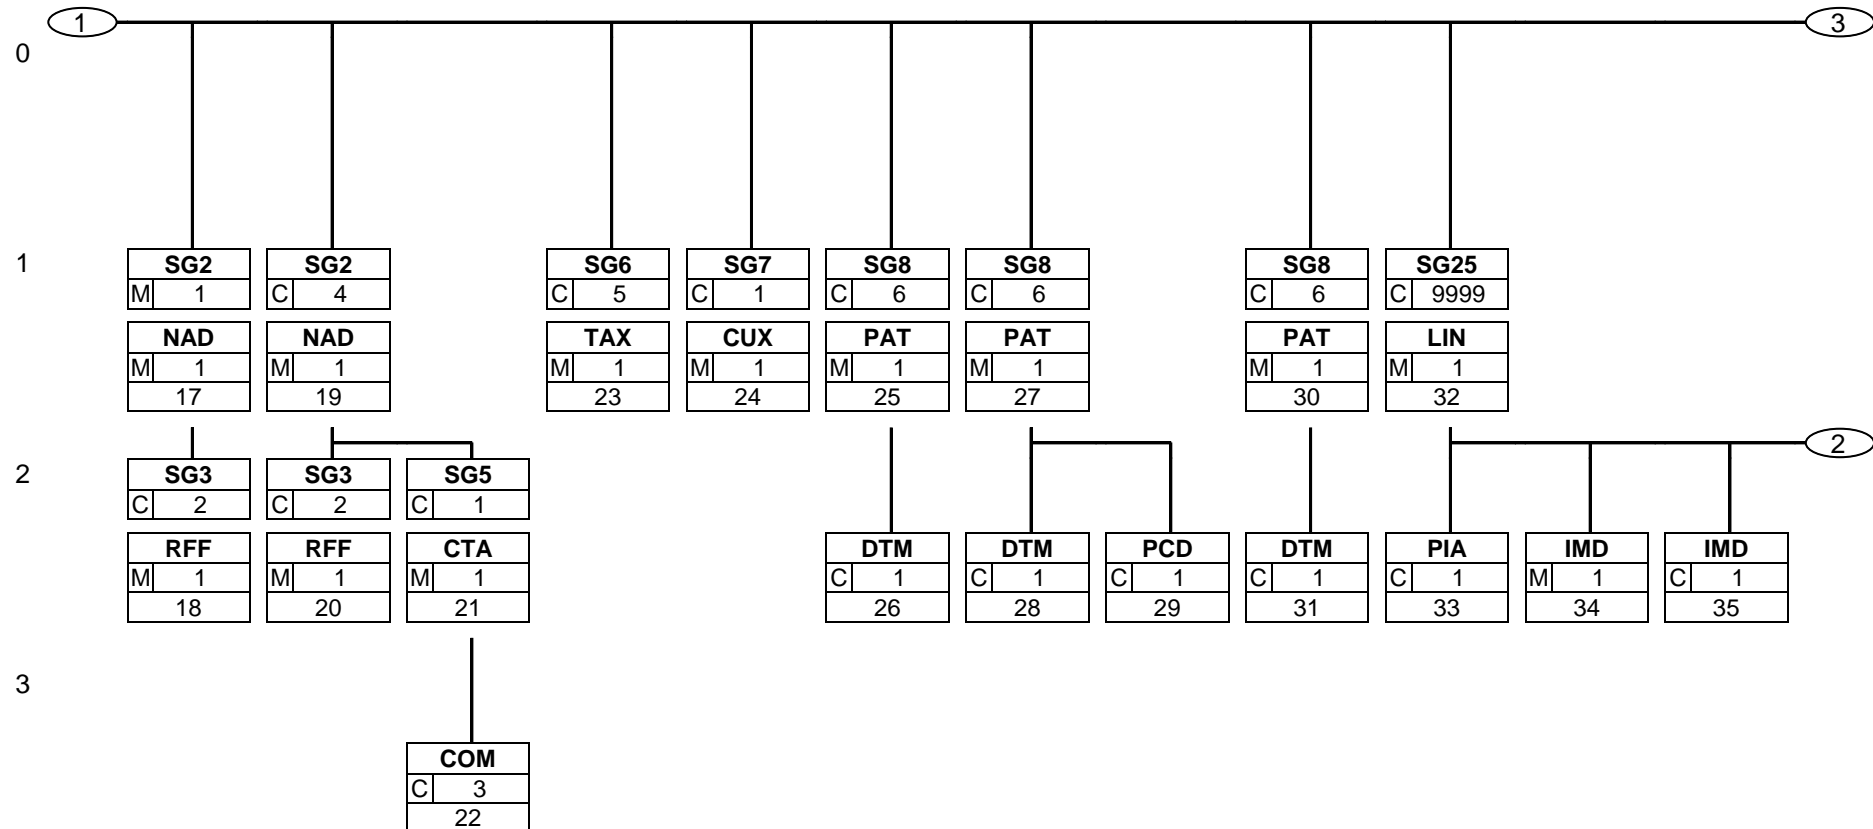 1 3
0
1
SG2 SG2 SG6 SG7 SG8 SG8 SG8 SG25
M 1 C 4 C 5 C 1 C 6 C 6 C 6 C 9999
NAD NAD TAX CUX PAT PAT PAT LIN
M 1 M 1 M 1 M 1 M 1 M 1 M 1 M 1
17 19 23 24 25 27 30 32
2
2
SG3 SG3 SG5
C 2 C 2 C 1
RFF RFF CTA DTM DTM PCD DTM PIA IMD IMD
M 1 M 1 M 1 C 1 C 1 C 1 C 1 C 1 M 1 C 1
18 20 21 26 28 29 31 33 34 35
3
COM
C 3
22